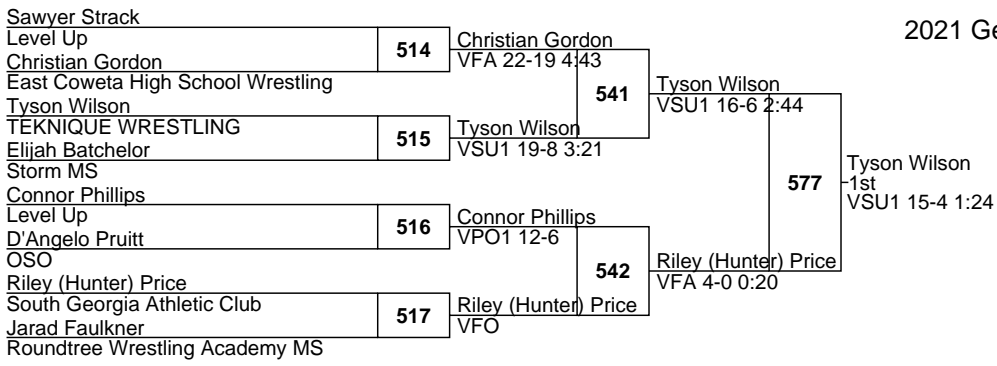 Sawyer Strack
Level Up
Christian Gordon
East Coweta High School Wrestling
Tyson Wilson
TEKNIQUE WRESTLING
Elijah Batchelor
Storm MS
Connor Phillips
Level Up
D'Angelo Pruitt
OSO
Riley (Hunter) Price
South Georgia Athletic Club
Jarad Faulkner
Roundtree Wrestling Academy MS
514
515
516
517
Christian Gordon
VFA 22-19 4:43
Tyson Wilson
VSU1 19-8 3:21
Connor Phillips
VPO1 12-6
Riley (Hunter) Price
VFO
541
542
Tyson Wilson
VSU1 16-6 2:44
Riley (Hunter) Price
VFA 4-0 0:20
577
Tyson Wilson
1st
VSU1 15-4 1:24
2021 Ge